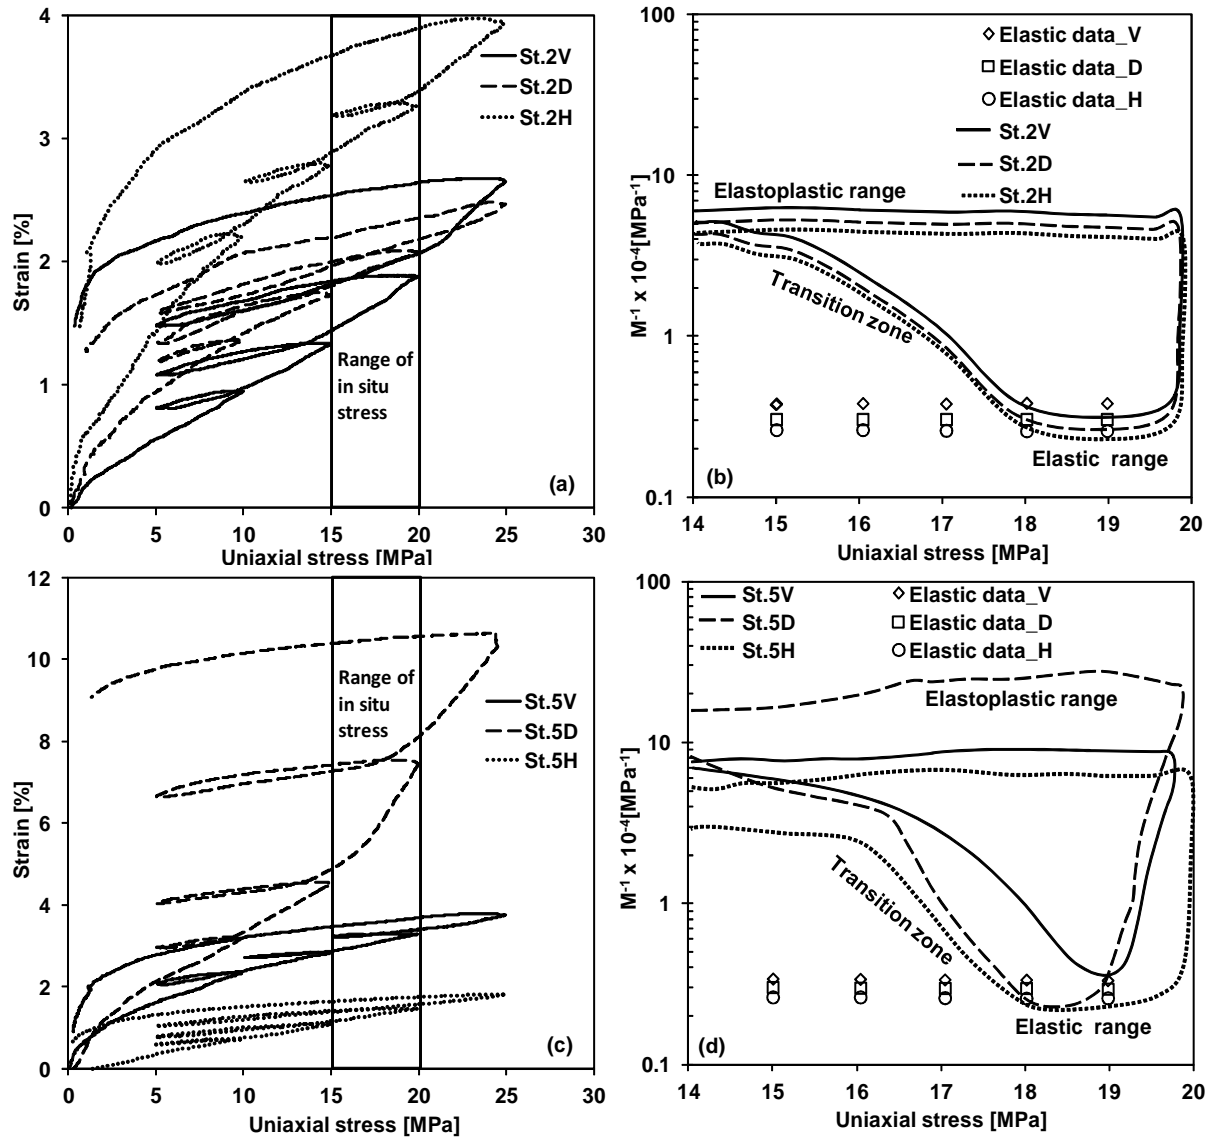 4
3
2
1
0
Strain [%]
St.2V
St.2D
St.2H
Range of
in situ
stress
(a)
0 5 10 15 20 25 30
Uniaxial stress [MPa]
100
10
1
0.1
M⁻¹ x 10⁻⁴[MPa⁻¹]
Elastic data_V
Elastic data_D
Elastic data_H
St.2V
St.2D
St.2H
Elastoplastic range
Transition zone
Elastic range
(b)
14 15 16 17 18 19 20
Uniaxial stress [MPa]
12
10
8
6
4
2
0
Strain [%]
Range of
in situ
stress
St.5V
St.5D
St.5H
(c)
0 5 10 15 20 25 30
Uniaxial stress [MPa]
100
10
1
0.1
M⁻¹ x 10⁻⁴[MPa⁻¹]
St.5V
St.5D
St.5H
Elastic data_V
Elastic data_D
Elastic data_H
Elastoplastic range
Transition zone
Elastic range
(d)
14 15 16 17 18 19 20
Uniaxial stress [MPa]